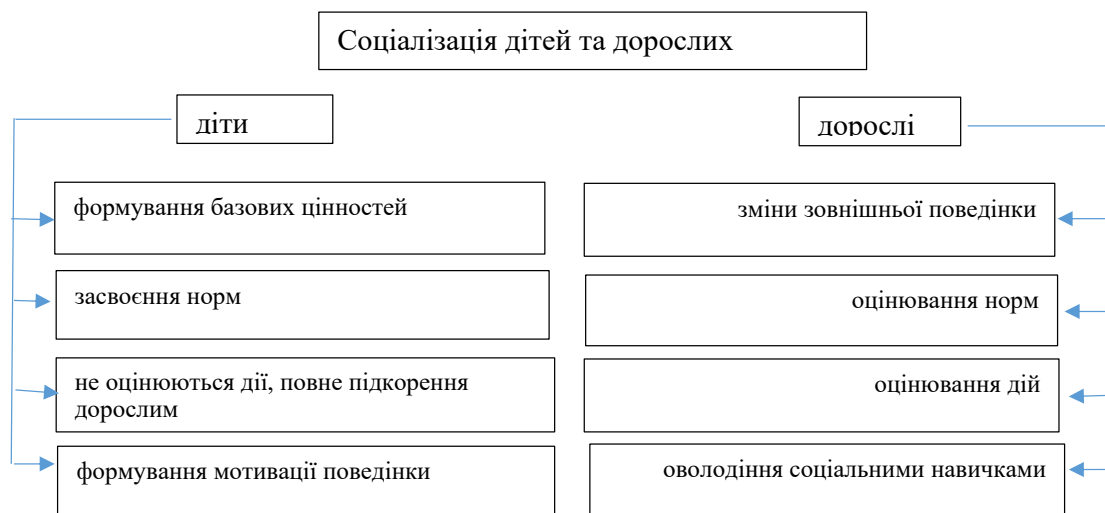 Соціалізація дітей та дорослих
діти
дорослі
формування базових цінностей
зміни зовнішньої поведінки
засвоєння норм
оцінювання норм
не оцінюються дії, повне підкорення
дорослим
оцінювання дій
формування мотивації поведінки
оволодіння соціальними навичками